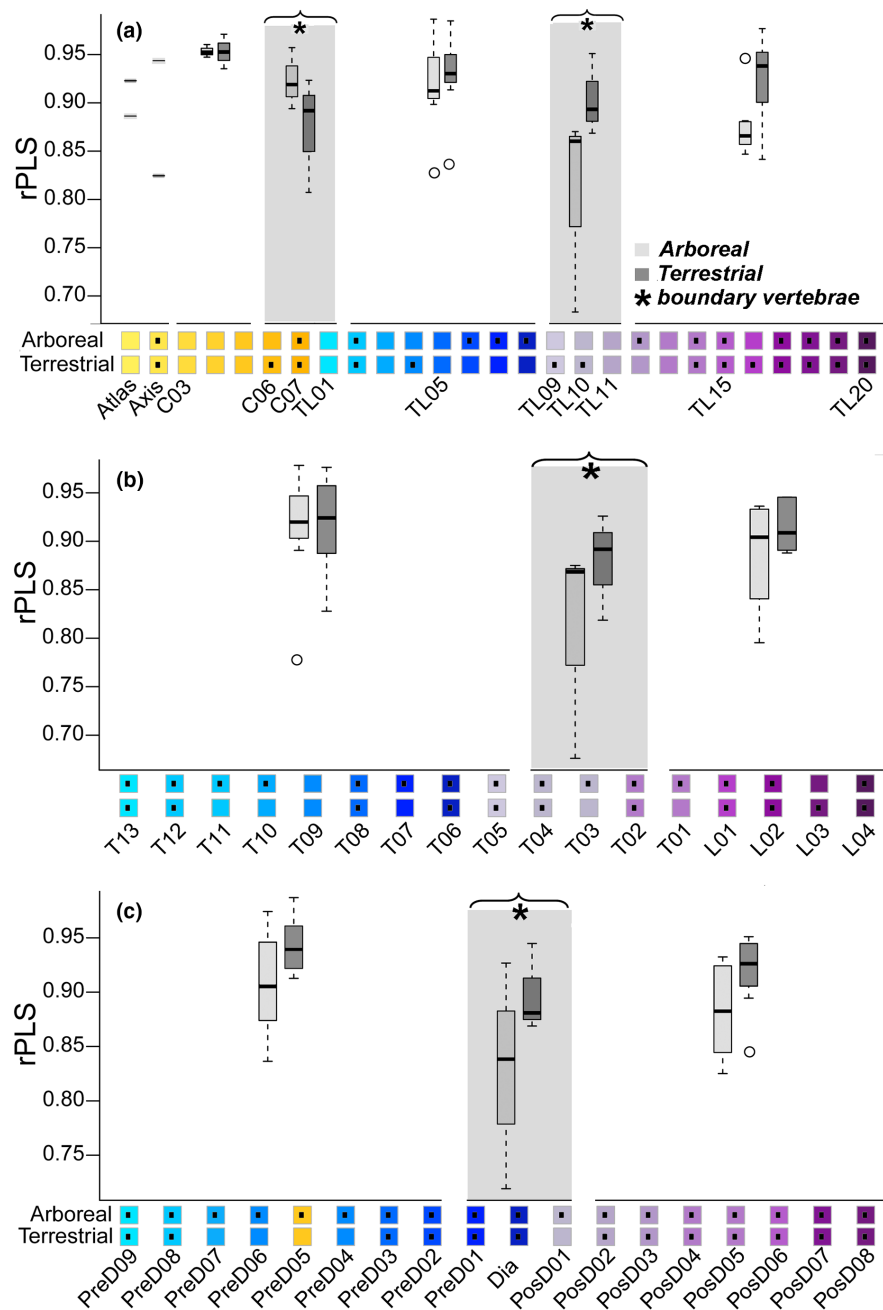 (a)
*
*
rPLS
0.95
0.90
0.85
0.80
0.75
0.70
Arboreal
Terrestrial
* boundary vertebrae
Arboreal
Terrestrial
Atlas
Axis
C03
C06
C07
TL01
TL05
TL09
TL10
TL11
TL15
TL20
(b)
*
rPLS
0.95
0.90
0.85
0.80
0.75
0.70
T13
T12
T11
T10
T09
T08
T07
T06
T05
T04
T03
T02
T01
L01
L02
L03
L04
(c)
*
rPLS
0.95
0.90
0.85
0.80
0.75
Arboreal
Terrestrial
PreD09
PreD08
PreD07
PreD06
PreD05
PreD04
PreD03
PreD02
PreD01
Dia
PosD01
PosD02
PosD03
PosD04
PosD05
PosD06
PosD07
PosD08